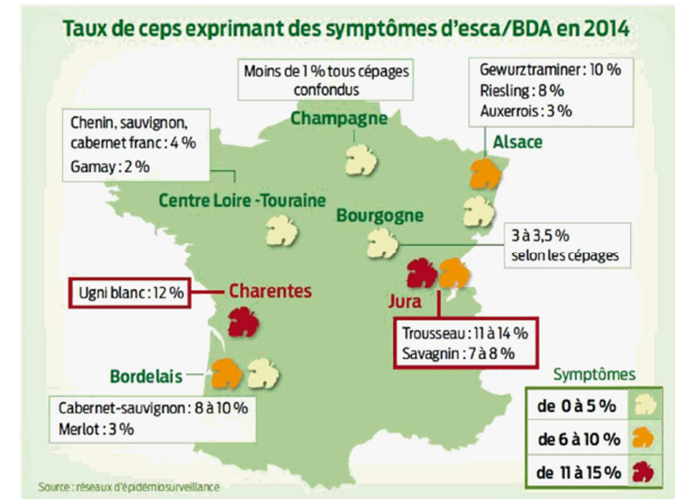 Taux de ceps exprimant des symptômes d'esca/BDA en 2014
Moins de 1 % tous cépages
confondus
Champagne
Gewurztraminer : 10 %
Riesling : 8 %
Auxerrois : 3 %
Alsace
Chenin, sauvignon,
cabernet franc : 4 %
Gamay : 2 %
Centre Loire -Touraine
Bourgogne
3 à 3,5 %
selon les cépages
Ugni blanc : 12 %
Charentes
Jura
Trousseau : 11 à 14 %
Savagnin : 7 à 8 %
Bordelais
Cabernet-sauvignon : 8 à 10 %
Merlot : 3 %
Symptômes
de 0 à 5 %
de 6 à 10 %
de 11 à 15 %
Source : réseaux d'épidémiosurveillance